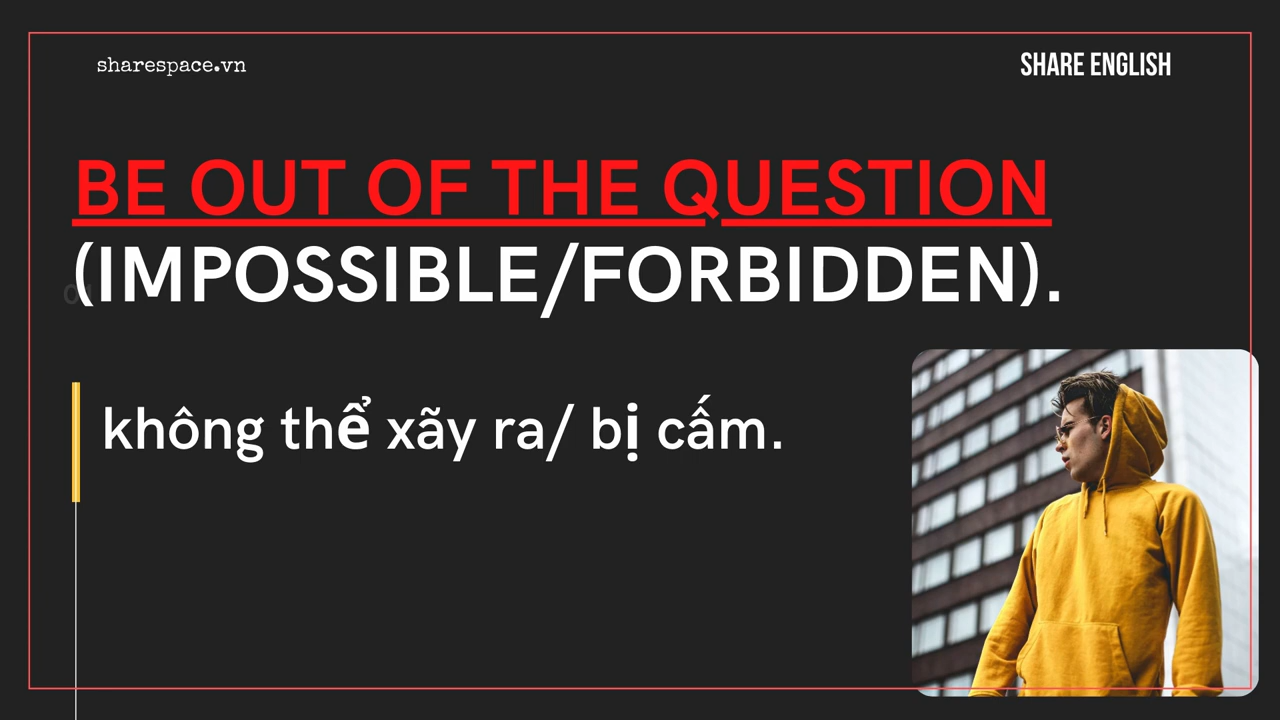 sharespace.vn
SHARE ENGLISH
BE OUT OF THE QUESTION
(IMPOSSIBLE/FORBIDDEN).
không thể xãy ra/ bị cấm.